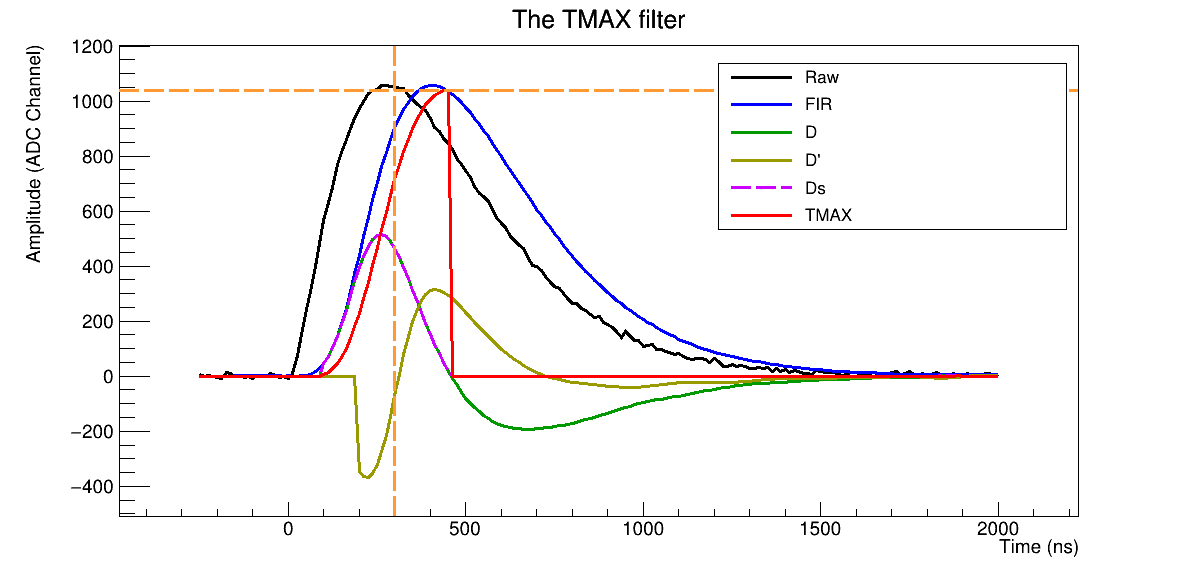 The TMAX filter
Amplitude (ADC Channel)
1200
1000
800
600
400
200
0
−200
−400
Raw
FIR
D
D'
Ds
TMAX
0 500 1000 1500 2000
Time (ns)